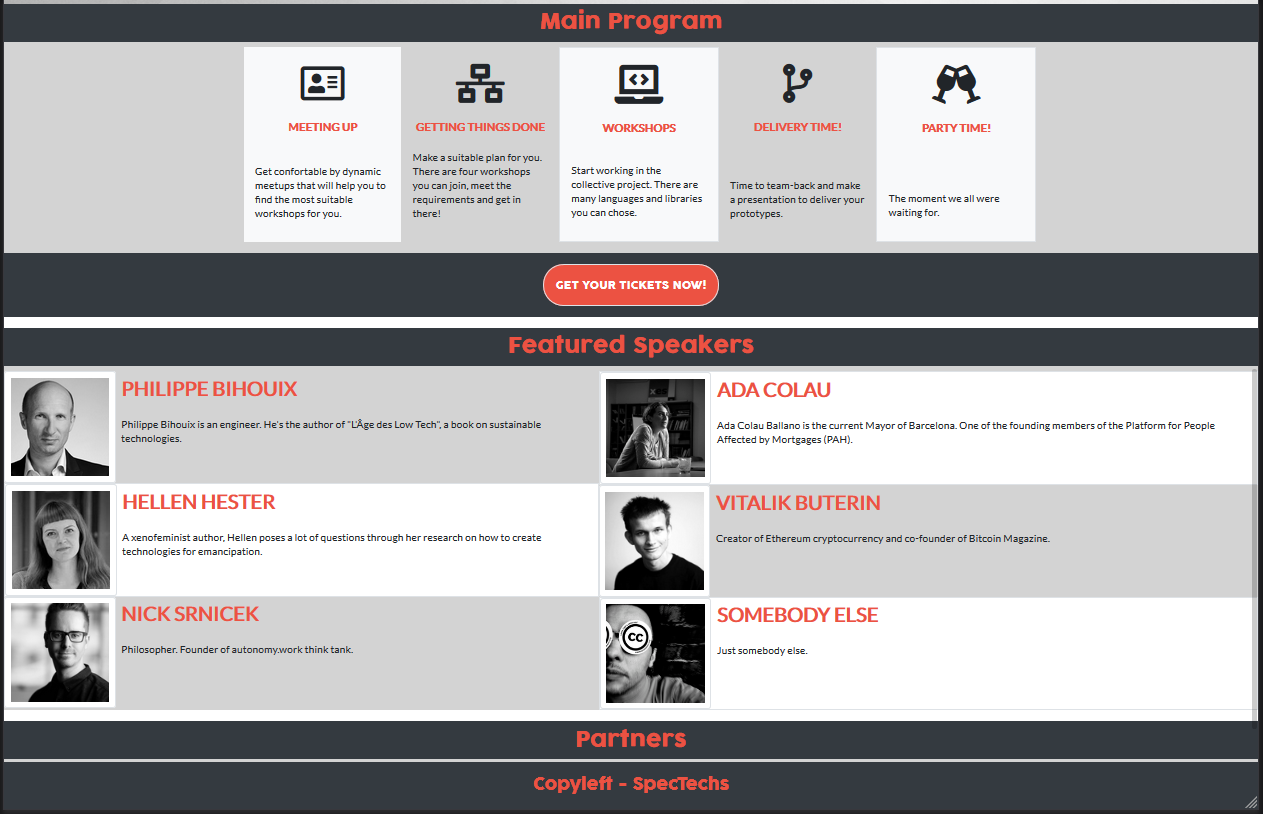 Main Program
MEETING UP
Get confortable by dynamic
meetups that will help you to
find the most suitable
workshops for you.
GETTING THINGS DONE
Make a suitable plan for you.
There are four workshops
you can join, meet the
requirements and get in
there!
WORKSHOPS
Start working in the
collective project. There are
many languages and libraries
you can chose.
DELIVERY TIME!
Time to team-back and make
a presentation to deliver your
prototypes.
PARTY TIME!
The moment we all were
waiting for.
GET YOUR TICKETS NOW!
Featured Speakers
PHILIPPE BIHOUIX
Philippe Bihouix is an engineer. He's the author of "L'Âge des Low Tech", a book on sustainable
technologies.
ADA COLAU
Ada Colau Ballano is the current Mayor of Barcelona. One of the founding members of the Platform for People
Affected by Mortgages (PAH).
HELLEN HESTER
A xenofeminist author, Hellen poses a lot of questions through her research on how to create
technologies for emancipation.
VITALIK BUTERIN
Creator of Ethereum cryptocurrency and co-founder of Bitcoin Magazine.
NICK SRNICEK
Philosopher. Founder of autonomy.work think tank.
cc
SOMEBODY ELSE
Just somebody else.
Partners
Copyleft - SpecTechs